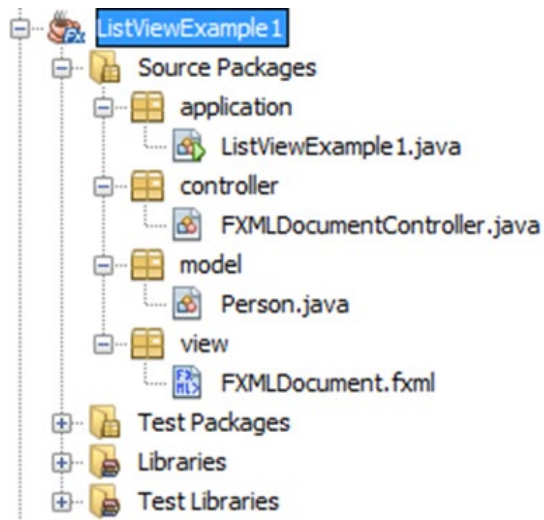 ListViewExample1
Source Packages
application
ListViewExample1.java
controller
FXMLDocumentController.java
model
Person.java
view
FXMLDocument.fxml
Test Packages
Libraries
Test Libraries